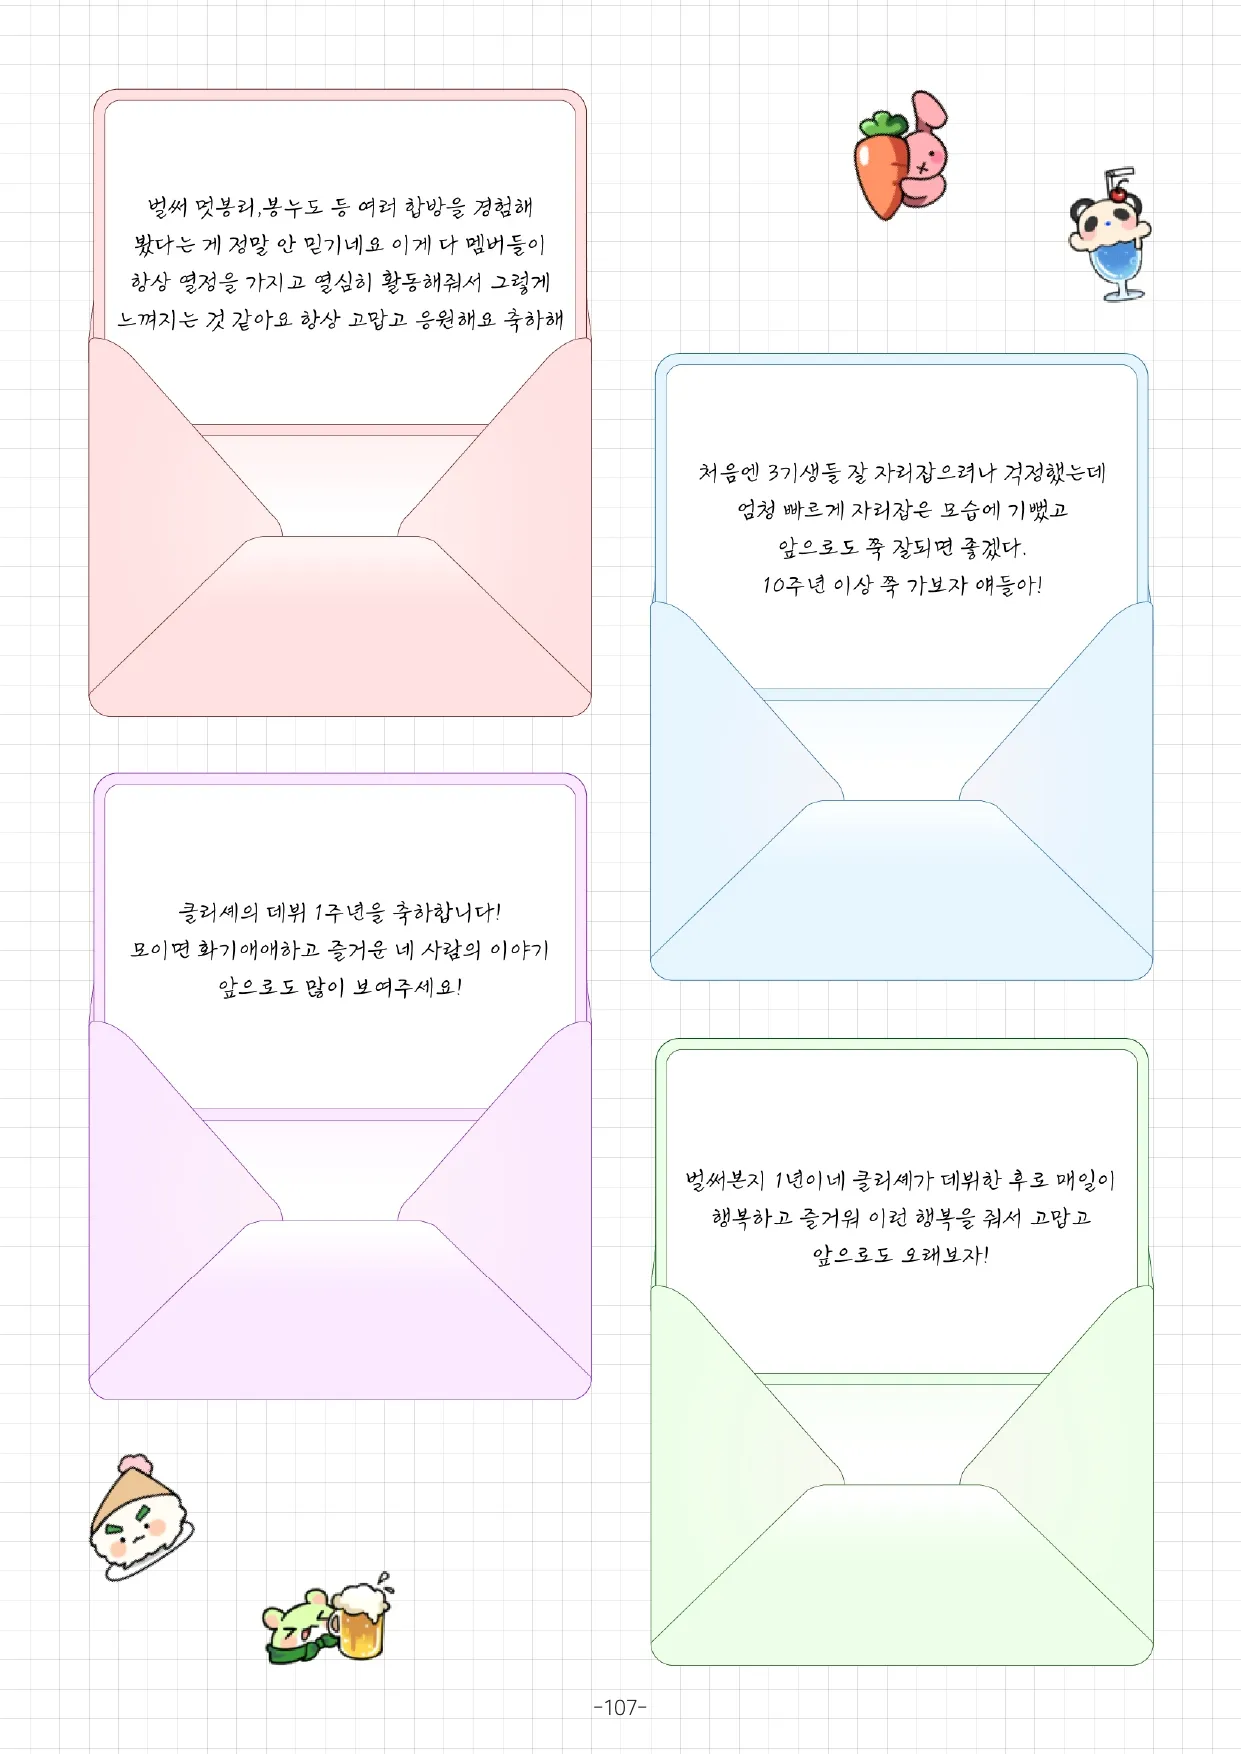 벌써 멋봉리,봉누도 등 여러 합방을 경험해
봤다는 게 정말 안 믿기네요 이게 다 멤버들이
항상 열정을 가지고 열심히 활동해줘서 그렇게
느껴지는 것 같아요 항상 고맙고 응원해요 축하해
처음엔 3기생들 잘 자리잡으려나 걱정했는데
엄청 빠르게 자리잡은 모습에 기뻤고
앞으로도 쭉 잘되면 좋겠다.
10주년 이상 쭉 가보자 얘들아!
클리셰의 데뷔 1주년을 축하합니다!
모이면 화기애애하고 즐거운 네 사람의 이야기
앞으로도 많이 보여주세요!
벌써본지 1년이네 클리셰가 데뷔한 후로 매일이
행복하고 즐거워 이런 행복을 줘서 고맙고
앞으로도 오래보자!
-107-